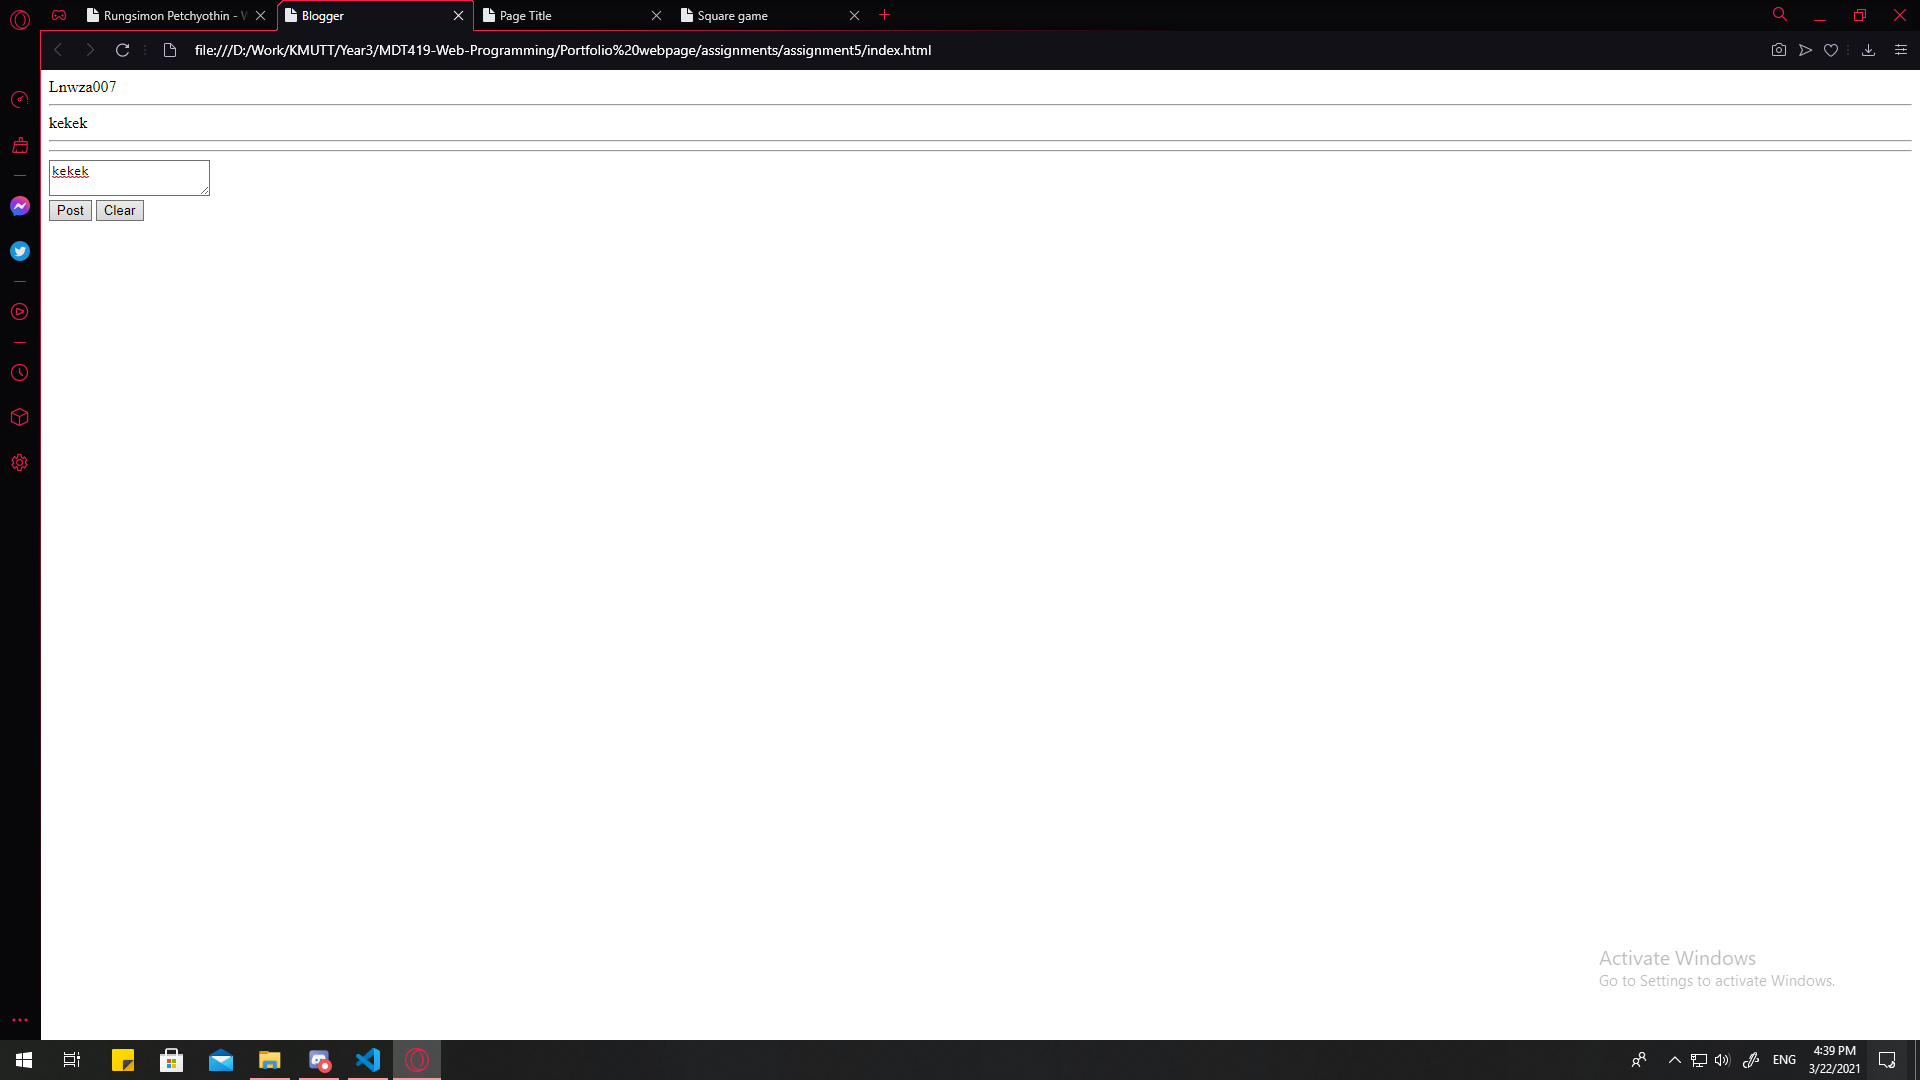 Rungsimon Petchyothin - W
Blogger
Page Title
Square game
file:///D:/Work/KMUTT/Year3/MDT419-Web-Programming/Portfolio%20webpage/assignments/assignment5/index.html
Lnwza007
kekek
kekek
Post Clear
Activate Windows
Go to Settings to activate Windows.
ENG
4:39 PM
3/22/2021